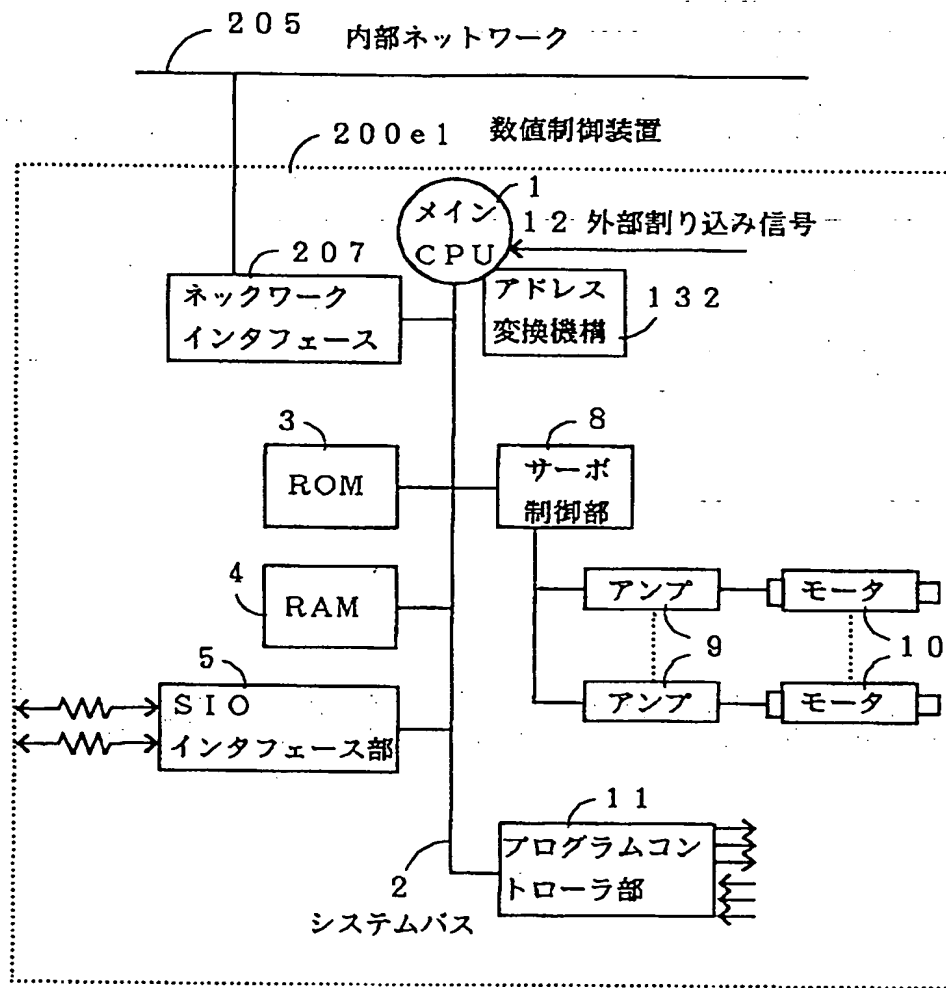 205 内部ネットワーク
200e1 数値制御装置
1
メイン
CPU
12 外部割り込み信号
207
ネックワーク
インタフェース
アドレス
変換機構
132
3
ROM
8
サーボ
制御部
4
RAM
アンプ
モータ
9
10
アンプ
モータ
5
SIO
インタフェース部
11
プログラムコン
トローラ部
2
システムバス